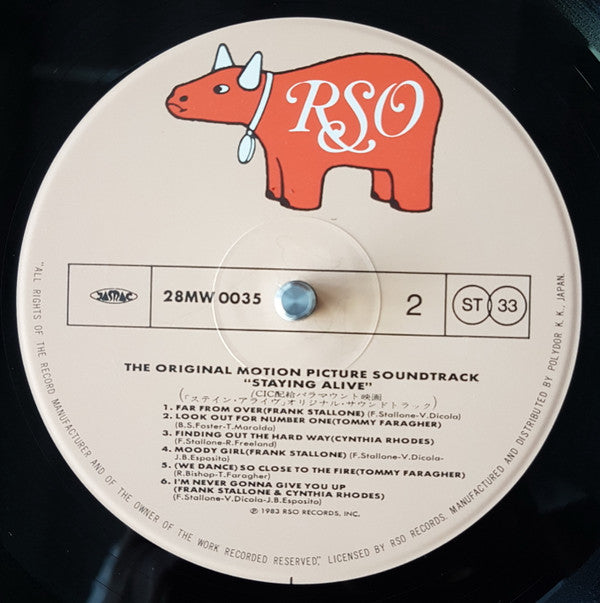 RSO
JASRAC
28MW 0035
2
ST 33
THE ORIGINAL MOTION PICTURE SOUNDTRACK
"STAYING ALIVE"
(CIC配給パラマウント映画
「ステイン・アライヴ」オリジナル・サウンドトラック)
1. FAR FROM OVER(FRANK STALLONE) (F.Stallone-V.Dicola)
2. LOOK OUT FOR NUMBER ONE(TOMMY FARAGHER)
(B.S.Foster-T.Marolda)
3. FINDING OUT THE HARD WAY(CYNTHIA RHODES)
(F.Stallone-R.Freeland)
4. MOODY GIRL(FRANK STALLONE) (F.Stallone-V.Dicola-
J.B.Esposito)
5. (WE DANCE) SO CLOSE TO THE FIRE(TOMMY FARAGHER)
(R.Bishop-T.Faragher)
6. I'M NEVER GONNA GIVE YOU UP
(FRANK STALLONE & CYNTHIA RHODES)
(F.Stallone-V.Dicola-J.B.Esposito)
℗ 1983 RSO RECORDS, INC.
"ALL RIGHTS OF THE RECORD MANUFACTURER AND OF THE OWNER OF THE WORK RECORDED RESERVED", LICENSED BY RSO RECORDS. MANUFACTURED AND DISTRIBUTED BY POLYDOR K. K., JAPAN.